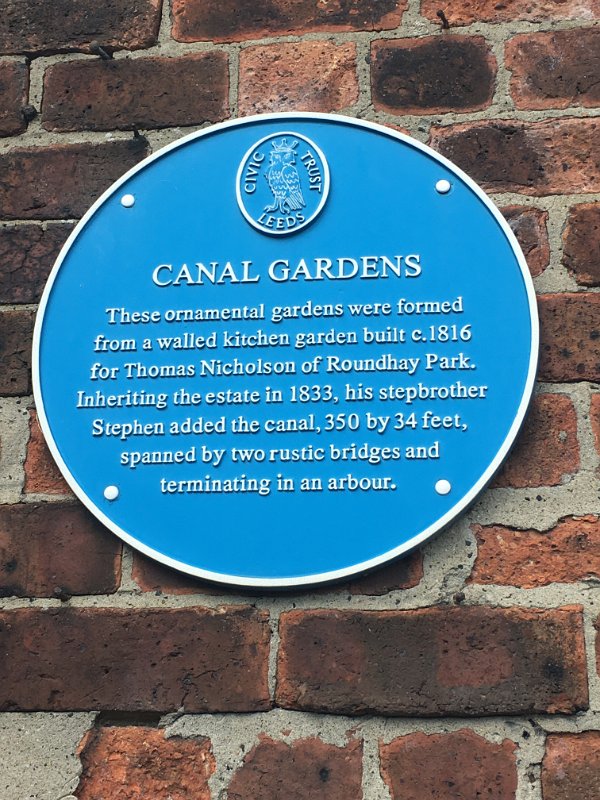 CIVIC TRUST
LEEDS
CANAL GARDENS
These ornamental gardens were formed
from a walled kitchen garden built c.1816
for Thomas Nicholson of Roundhay Park.
Inheriting the estate in 1833, his stepbrother
Stephen added the canal, 350 by 34 feet,
spanned by two rustic bridges and
terminating in an arbour.